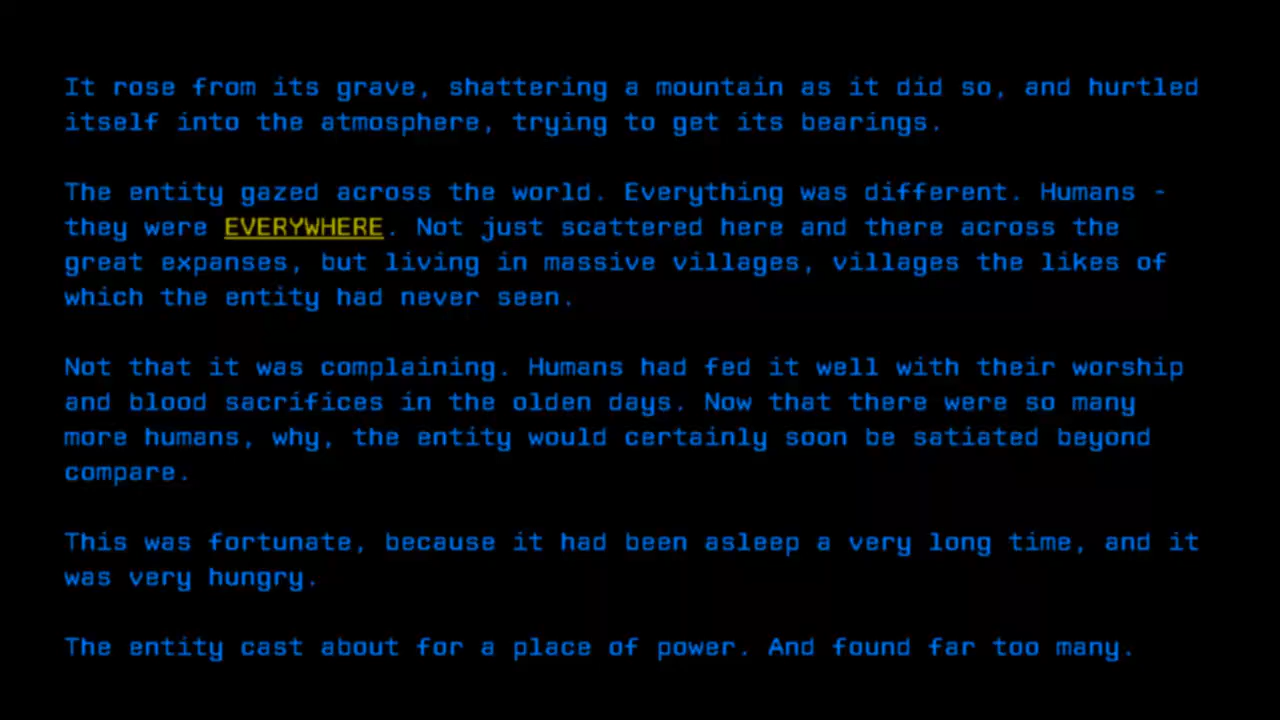 It rose from its grave, shattering a mountain as it did so, and hurtled
itself into the atmosphere, trying to get its bearings.
The entity gazed across the world. Everything was different. Humans -
they were EVERYWHERE. Not just scattered here and there across the
great expanses, but living in massive villages, villages the likes of
which the entity had never seen.
Not that it was complaining. Humans had fed it well with their worship
and blood sacrifices in the olden days. Now that there were so many
more humans, why, the entity would certainly soon be satiated beyond
compare.
This was fortunate, because it had been asleep a very long time, and it
was very hungry.
The entity cast about for a place of power. And found far too many.